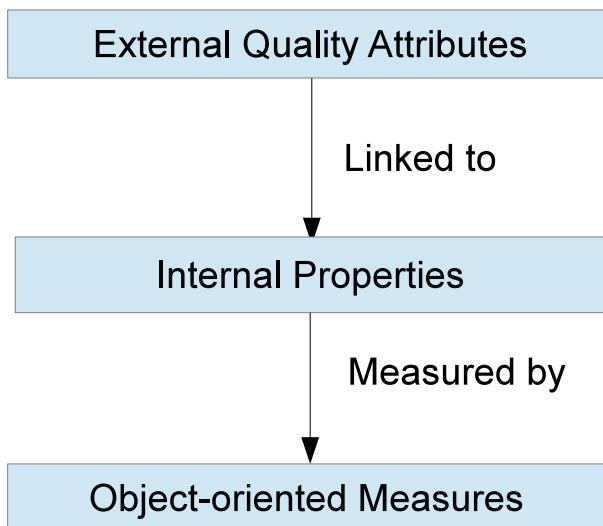 External Quality Attributes
Linked to
Internal Properties
Measured by
Object-oriented Measures